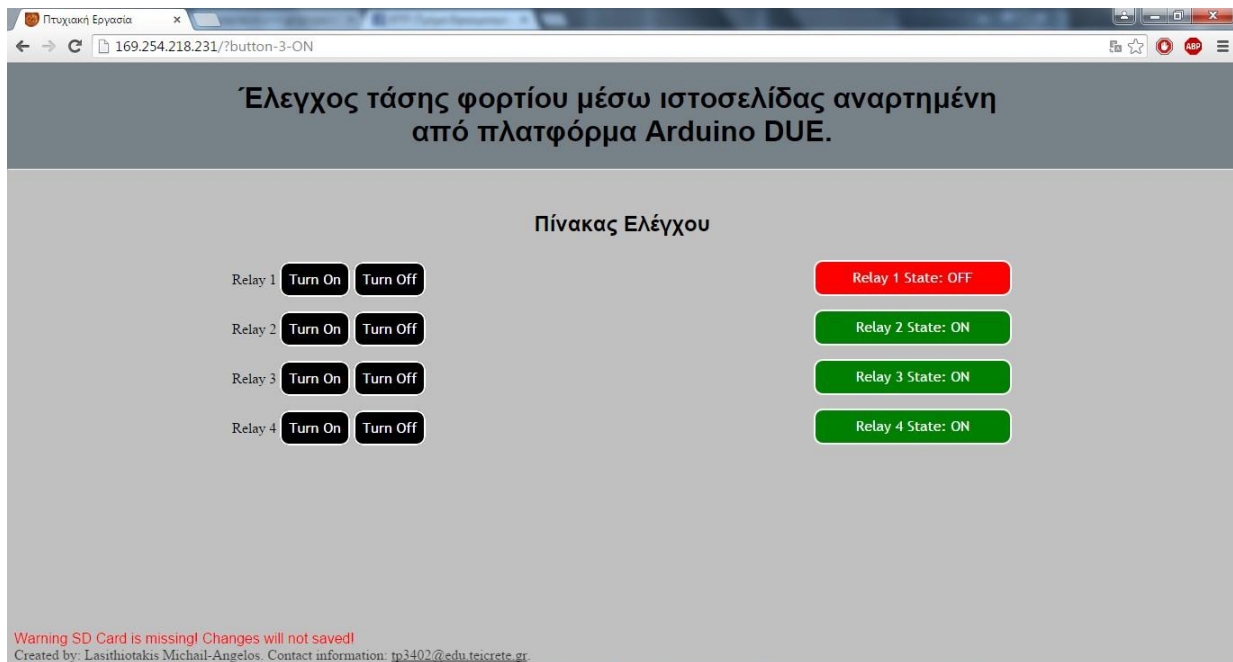 Πτυχιακή Εργασία
169.254.218.231/?button-3-ON
ABP
Έλεγχος τάσης φορτίου μέσω ιστοσελίδας αναρτημένη
από πλατφόρμα Arduino DUE.
Πίνακας Ελέγχου
Relay 1 Turn On Turn Off Relay 1 State: OFF
Relay 2 Turn On Turn Off Relay 2 State: ON
Relay 3 Turn On Turn Off Relay 3 State: ON
Relay 4 Turn On Turn Off Relay 4 State: ON
Warning SD Card is missing! Changes will not saved!
Created by: Lasithiotakis Michail-Angelos. Contact information: tp3402@edu.teicrete.gr.